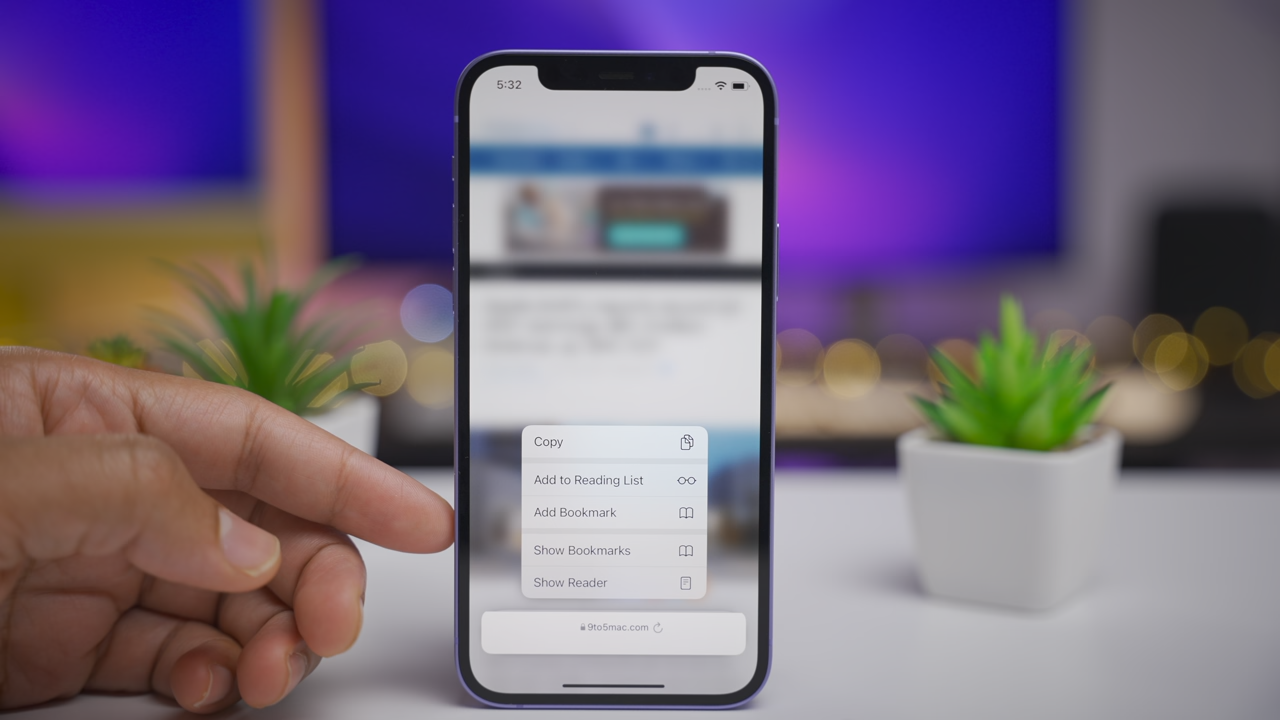 5:32
Copy
Add to Reading List
Add Bookmark
Show Bookmarks
Show Reader
9to5mac.com